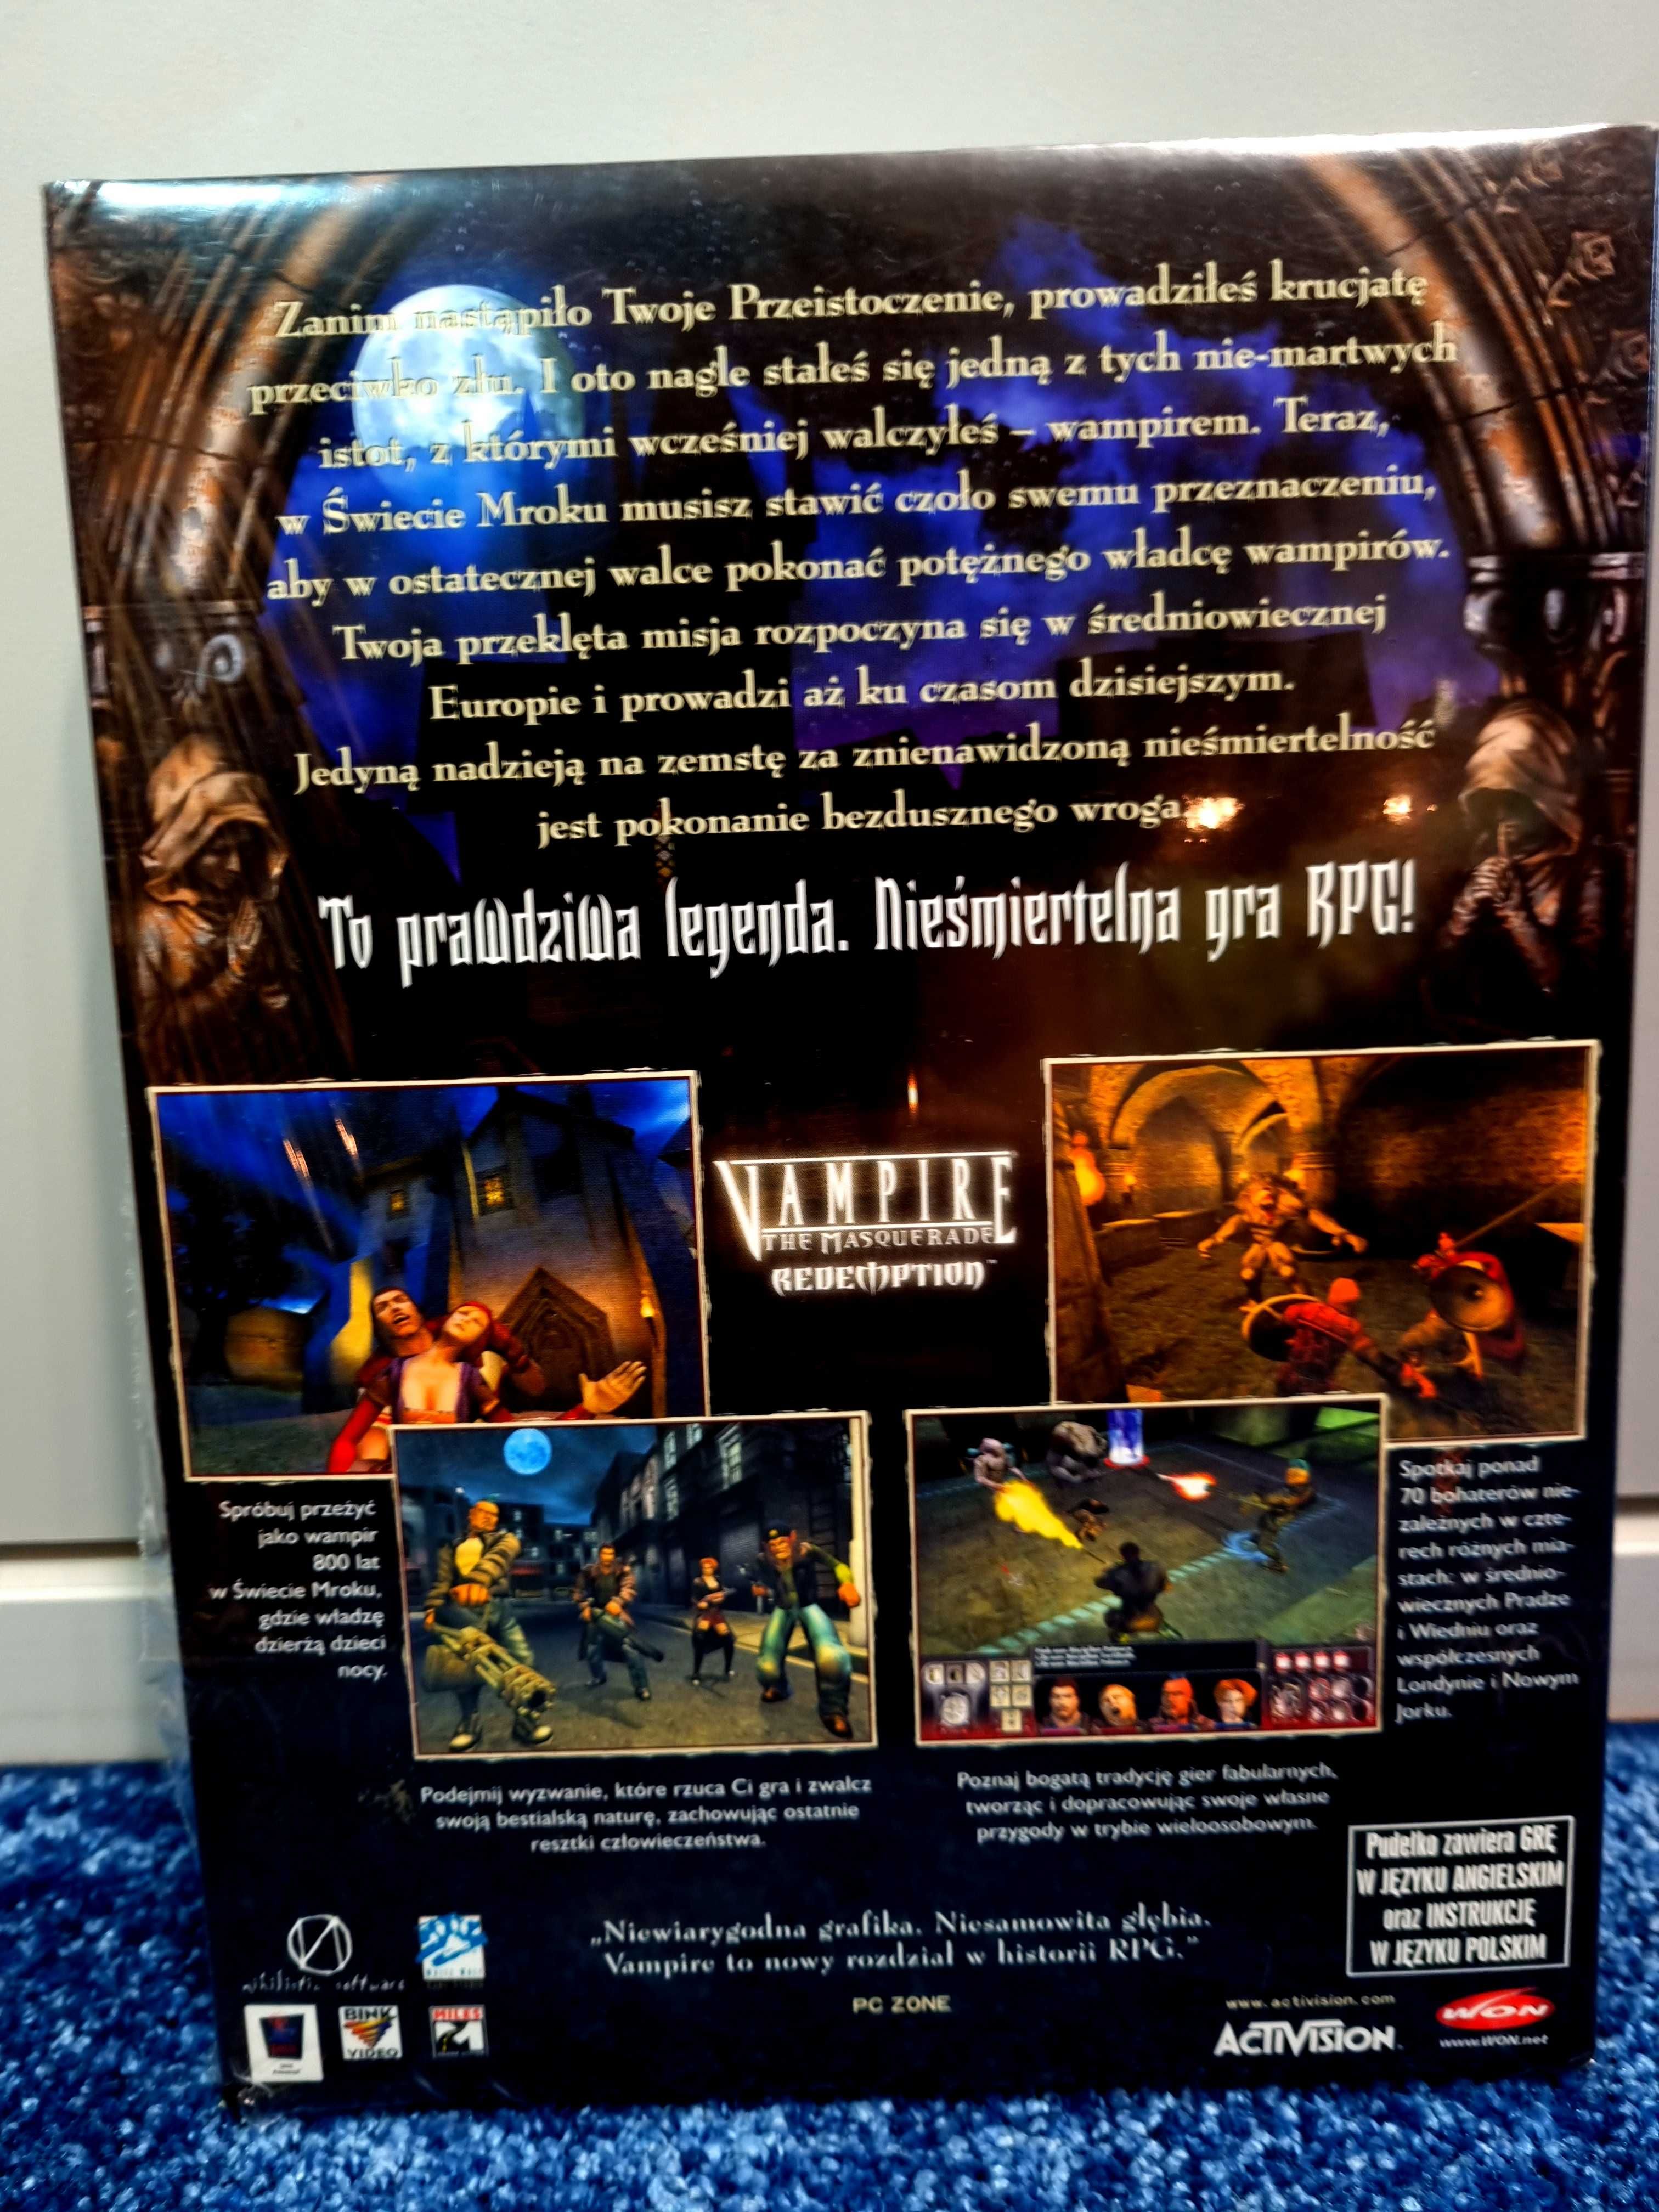 Zanim nastąpiło Twoje Przeistoczenie, prowadziłeś krucjatę
przeciwko złu. I oto nagle stałeś się jedną z tych nie-martwych
istot, z którymi wcześniej walczyłeś – wampirem. Teraz,
w Świecie Mroku musisz stawić czoło swemu przeznaczeniu,
aby w ostatecznej walce pokonać potężnego władcę wampirów.
Twoja przeklęta misja rozpoczyna się w średniowiecznej
Europie i prowadzi aż ku czasom dzisiejszym.
Jedyną nadzieją na zemstę za znienawidzoną nieśmiertelność
jest pokonanie bezdusznego wroga.
To prawdziwa legenda. Nieśmiertelna gra RPG!
VAMPIRE
THE MASQUERADE
REDEMPTION™
Spróbuj przeżyć
jako wampir
800 lat
w Świecie Mroku,
gdzie władzę
dzierżą dzieci
nocy.
Spotkaj ponad
70 bohaterów nie-
zależnych w czte-
rech różnych mia-
stach: w średnio-
wiecznych Pradze
i Wiedniu oraz
współczesnych
Londynie i Nowym
Jorku.
Podejmij wyzwanie, które rzuca Ci gra i zwalcz
swoją bestialską naturę, zachowując ostatnie
resztki człowieczeństwa.
Poznaj bogatą tradycję gier fabularnych,
tworząc i dopracowując swoje własne
przygody w trybie wieloosobowym.
Pudełko zawiera GRĘ
W JĘZYKU ANGIELSKIM
oraz INSTRUKCJĘ
W JĘZYKU POLSKIM
„Niewiarygodna grafika. Niesamowita głębia.
Vampire to nowy rozdział w historii RPG."
PC ZONE
nihilistic software
BINK
VIDEO
MILES
www.activision.com
ACTIVISION.
WON
www.WON.net